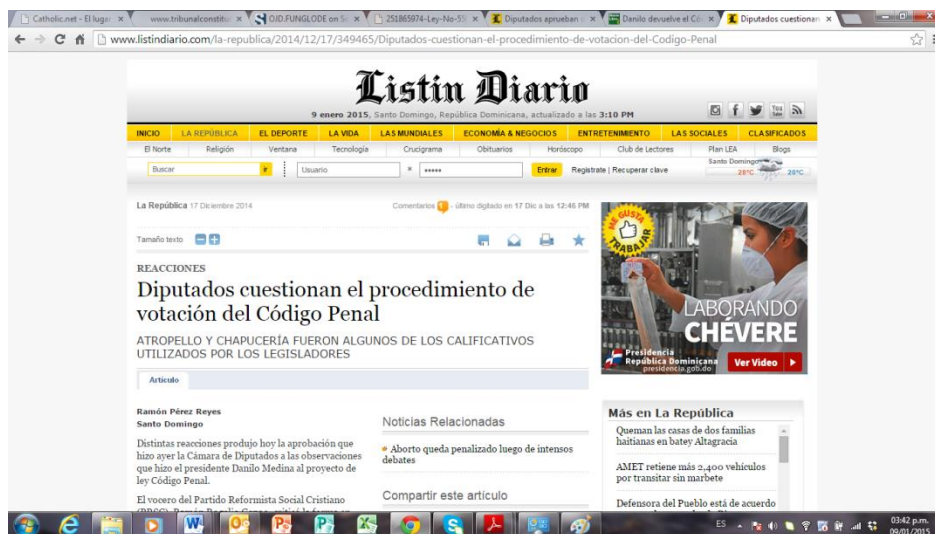 Catholic.net - El lugar
www.tribunalconstitu
OJD.FUNGLODE on Sc
251865974-Ley-No-55
Diputados aprueban
Danilo devuelve el Có
Diputados cuestionan
www.listindiario.com/la-republica/2014/12/17/349465/Diputados-cuestionan-el-procedimiento-de-votacion-del-Codigo-Penal
Listin Diario
9 enero 2015, Santo Domingo, República Dominicana, actualizado a las 3:10 PM
You Tube
INICIO LA REPÚBLICA EL DEPORTE LA VIDA LAS MUNDIALES ECONOMÍA & NEGOCIOS ENTRETENIMIENTO LAS SOCIALES CLASIFICADOS
El Norte Religión Ventana Tecnología Crucigrama Obituarios Horóscopo Club de Lectores Plan LEA Blogs
Buscar Ir Usuario × ••••• Entrar Registrate | Recuperar clave Santo Domingo
20°C
La República 17 Diciembre 2014 Comentarios - último digitado en 17 Dic a las 12:46 PM
Tamaño texto
REACCIONES
Diputados cuestionan el procedimiento de
votación del Código Penal
ATROPELLO Y CHAPUCERÍA FUERON ALGUNOS DE LOS CALIFICATIVOS
UTILIZADOS POR LOS LEGISLADORES
Artículo
Ramón Pérez Reyes
Santo Domingo
Distintas reacciones produjo hoy la aprobación que
hizo ayer la Cámara de Diputados a las observaciones
que hizo el presidente Danilo Medina al proyecto de
ley Código Penal.
El vocero del Partido Reformista Social Cristiano
Noticias Relacionadas
Aborto queda penalizado luego de intensos
debates
Compartir este artículo
ME GUSTA
TRABAJAR
LABORANDO
CHÉVERE
Presidencia
República Dominicana
presidencia.gob.do
Ver Video
Más en La República
Queman las casas de dos familias
haitianas en batey Altagracia
AMET retiene más 2,400 vehículos
por transitar sin marbete
Defensora del Pueblo está de acuerdo
ES
03:42 p.m.
09/01/2015